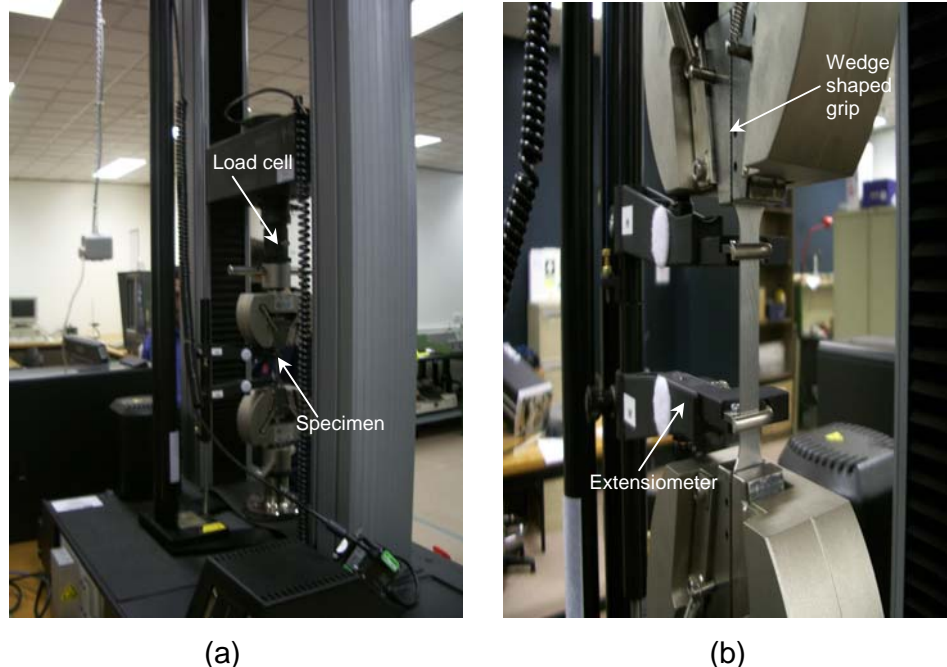 Load cell
Specimen
(a)
Wedge
shaped
grip
Extensiometer
(b)